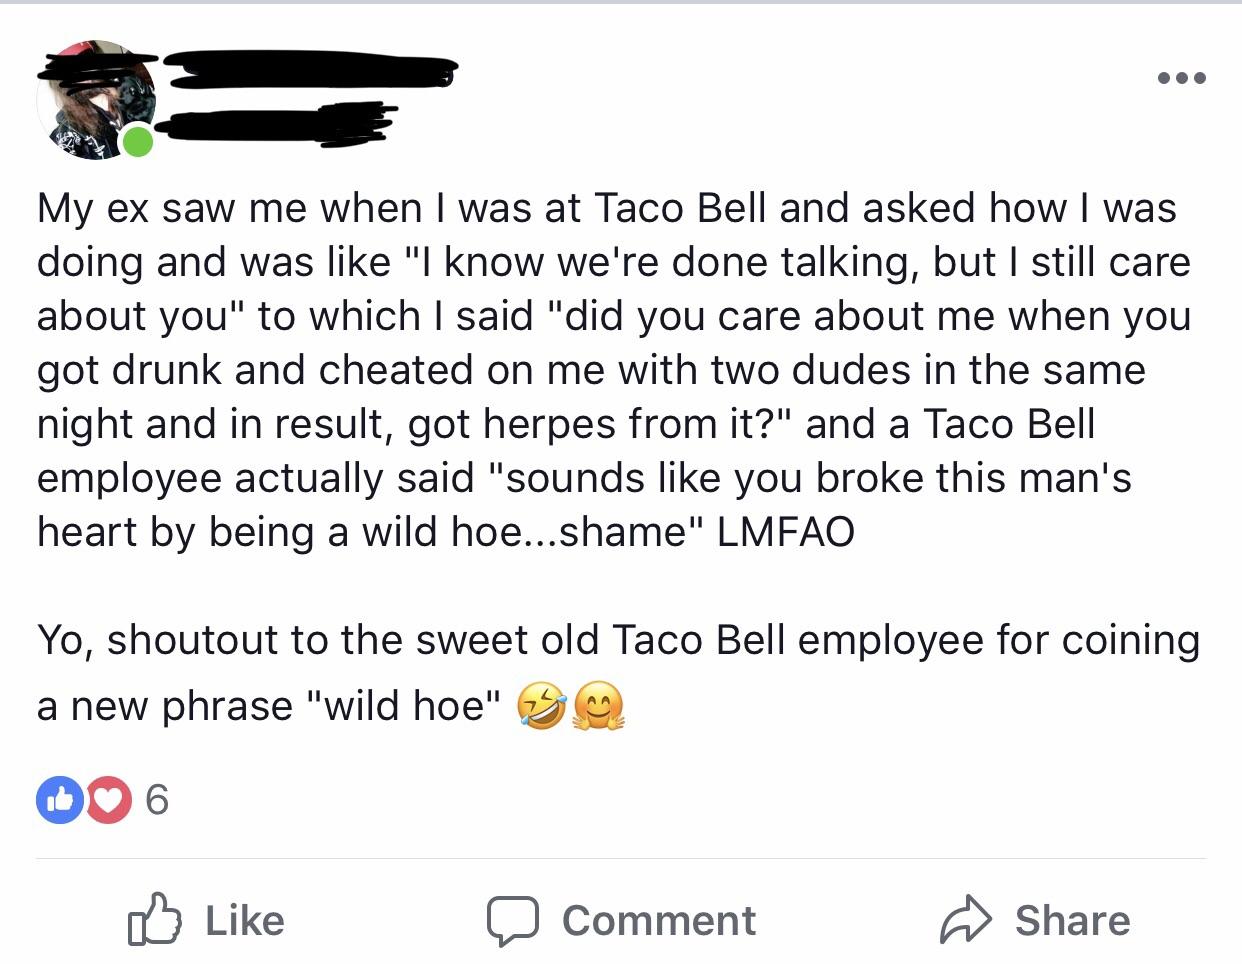 My ex saw me when I was at Taco Bell and asked how I was
doing and was like "I know we're done talking, but I still care
about you" to which I said "did you care about me when you
got drunk and cheated on me with two dudes in the same
night and in result, got herpes from it?" and a Taco Bell
employee actually said "sounds like you broke this man's
heart by being a wild hoe...shame" LMFAO
Yo, shoutout to the sweet old Taco Bell employee for coining
a new phrase "wild hoe" 🤣🤗
6
Like Comment Share